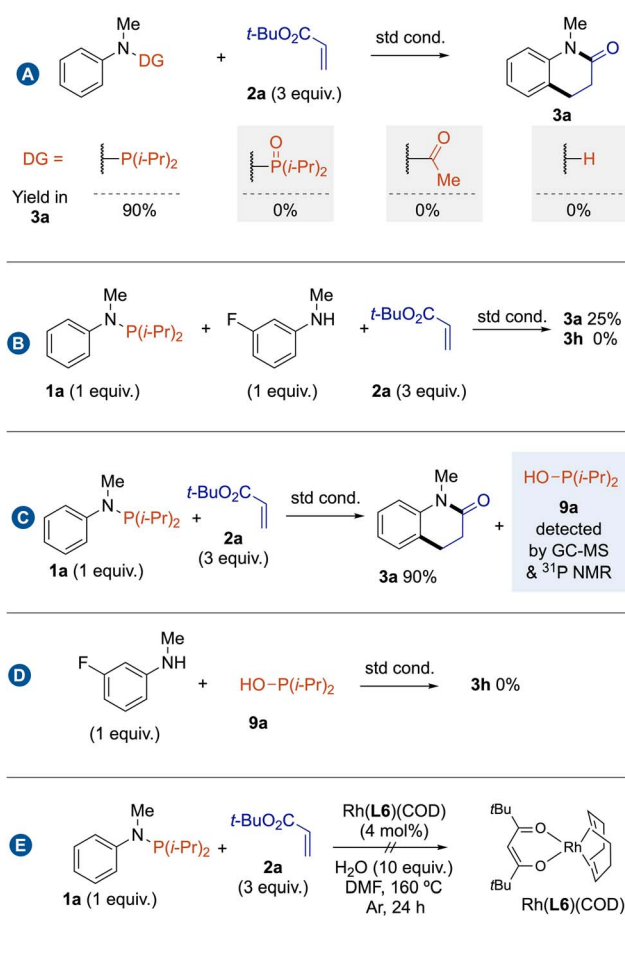 A
Me
N
DG
+
t-BuO2C
2a (3 equiv.)
std cond.
Me
N
O
3a
DG =
P(i-Pr)2
O
P(i-Pr)2
O
Me
H
Yield in
3a
90%
0%
0%
0%
B
Me
N
P(i-Pr)2
1a (1 equiv.)
+
F
Me
NH
(1 equiv.)
+
t-BuO2C
2a (3 equiv.)
std cond.
3a 25%
3h 0%
C
Me
N
P(i-Pr)2
1a (1 equiv.)
+
t-BuO2C
2a
(3 equiv.)
std cond.
Me
N
O
3a 90%
+
HO-P(i-Pr)2
9a
detected
by GC-MS
& 31P NMR
D
F
Me
NH
(1 equiv.)
+
HO-P(i-Pr)2
9a
std cond.
3h 0%
E
Me
N
P(i-Pr)2
1a (1 equiv.)
+
t-BuO2C
2a
(3 equiv.)
Rh(L6)(COD)
(4 mol%)
H2O (10 equiv.)
DMF, 160 ºC
Ar, 24 h
tBu
O
Rh
O
tBu
Rh(L6)(COD)